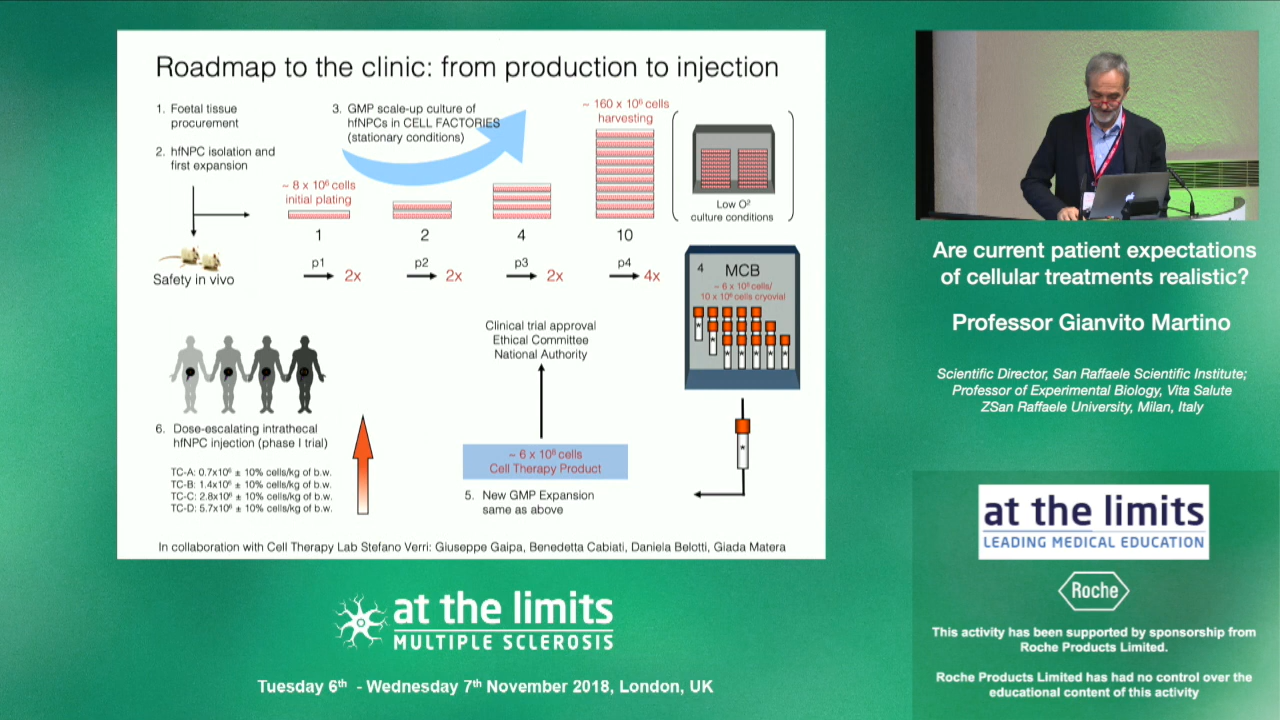 Roadmap to the clinic: from production to injection
1. Foetal tissue
procurement
2. hfNPC isolation and
first expansion
3. GMP scale-up culture of
hfNPCs in CELL FACTORIES
(stationary conditions)
~ 160 x 10⁶ cells
harvesting
~ 8 x 10⁶ cells
initial plating
Low O²
culture conditions
1
2
4
10
Safety in vivo
p1
2x
p2
2x
p3
2x
p4
4x
4 MCB
~ 6 x 10⁸ cells/
10 x 10⁶ cells cryovial
Clinical trial approval
Ethical Committee
National Authority
6. Dose-escalating intrathecal
hfNPC injection (phase I trial)
TC-A: 0.7x10⁶ ± 10% cells/kg of b.w.
TC-B: 1.4x10⁶ ± 10% cells/kg of b.w.
TC-C: 2.8x10⁶ ± 10% cells/kg of b.w.
TC-D: 5.7x10⁶ ± 10% cells/kg of b.w.
~ 6 x 10⁸ cells
Cell Therapy Product
5. New GMP Expansion
same as above
In collaboration with Cell Therapy Lab Stefano Verri: Giuseppe Gaipa, Benedetta Cabiati, Daniela Belotti, Giada Matera
at the limits
MULTIPLE SCLEROSIS
Tuesday 6th - Wednesday 7th November 2018, London, UK
Are current patient expectations
of cellular treatments realistic?
Professor Gianvito Martino
Scientific Director, San Raffaele Scientific Institute;
Professor of Experimental Biology, Vita Salute
ZSan Raffaele University, Milan, Italy
at the limits
LEADING MEDICAL EDUCATION
Roche
This activity has been supported by sponsorship from
Roche Products Limited.
Roche Products Limited has had no control over the
educational content of this activity